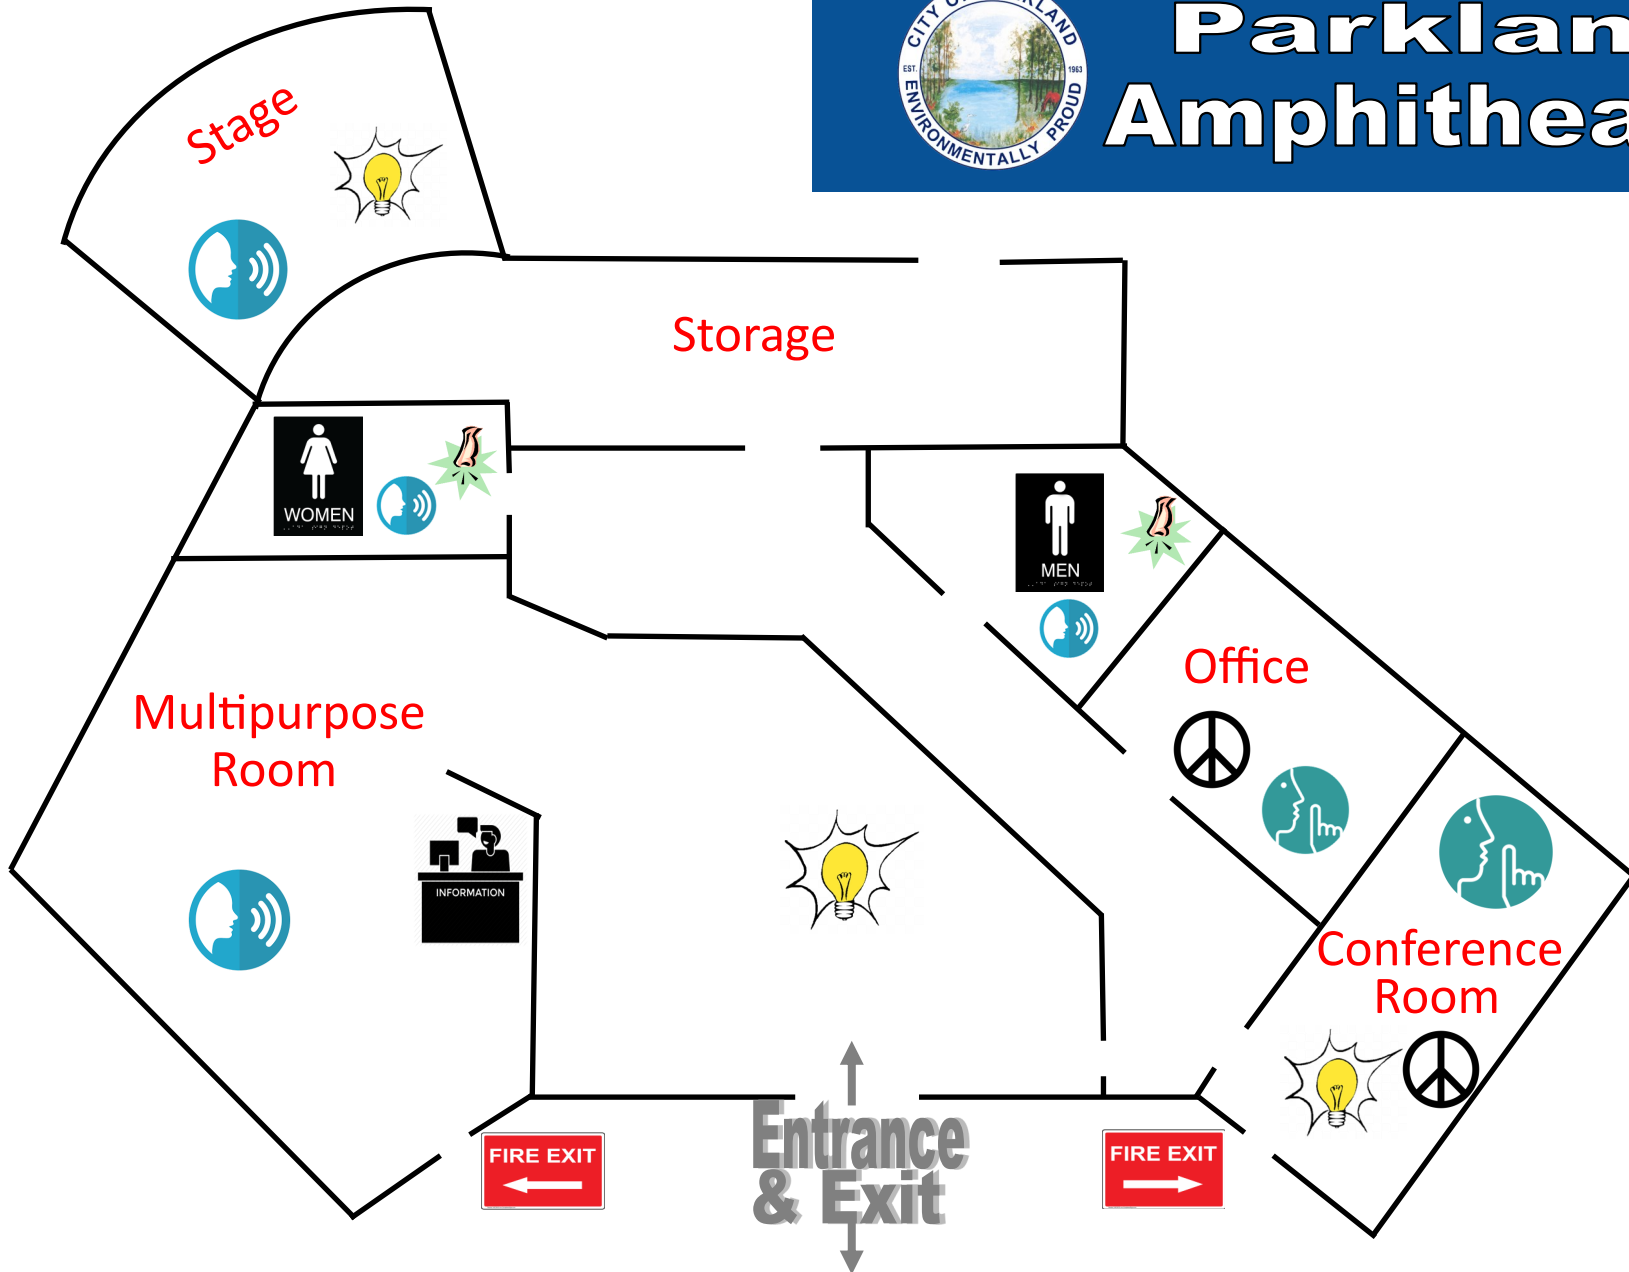 CITY OF PARKLAND
EST.
1963
ENVIRONMENTALLY PROUD
Parklan
Amphithea
Stage
Storage
WOMEN
MEN
Office
Multipurpose
Room
INFORMATION
Conference
Room
Entrance
& Exit
FIRE EXIT
FIRE EXIT